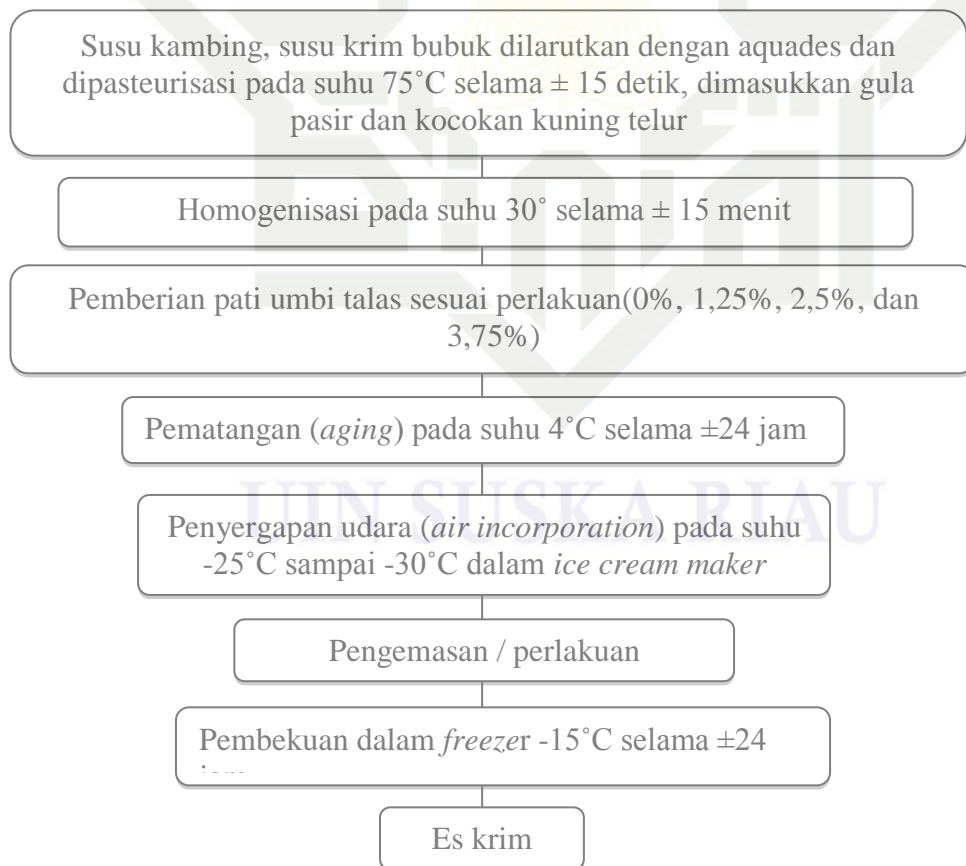 Susu kambing, susu krim bubuk dilarutkan dengan aquades dan
dipasteurisasi pada suhu 75˚C selama ± 15 detik, dimasukkan gula
pasir dan kocokan kuning telur
Homogenisasi pada suhu 30˚ selama ± 15 menit
Pemberian pati umbi talas sesuai perlakuan(0%, 1,25%, 2,5%, dan
3,75%)
Pematangan (aging) pada suhu 4˚C selama ±24 jam
UIN SUSKA RIAU
Penyergapan udara (air incorporation) pada suhu
-25˚C sampai -30˚C dalam ice cream maker
Pengemasan / perlakuan
Pembekuan dalam freezer -15˚C selama ±24
Es krim